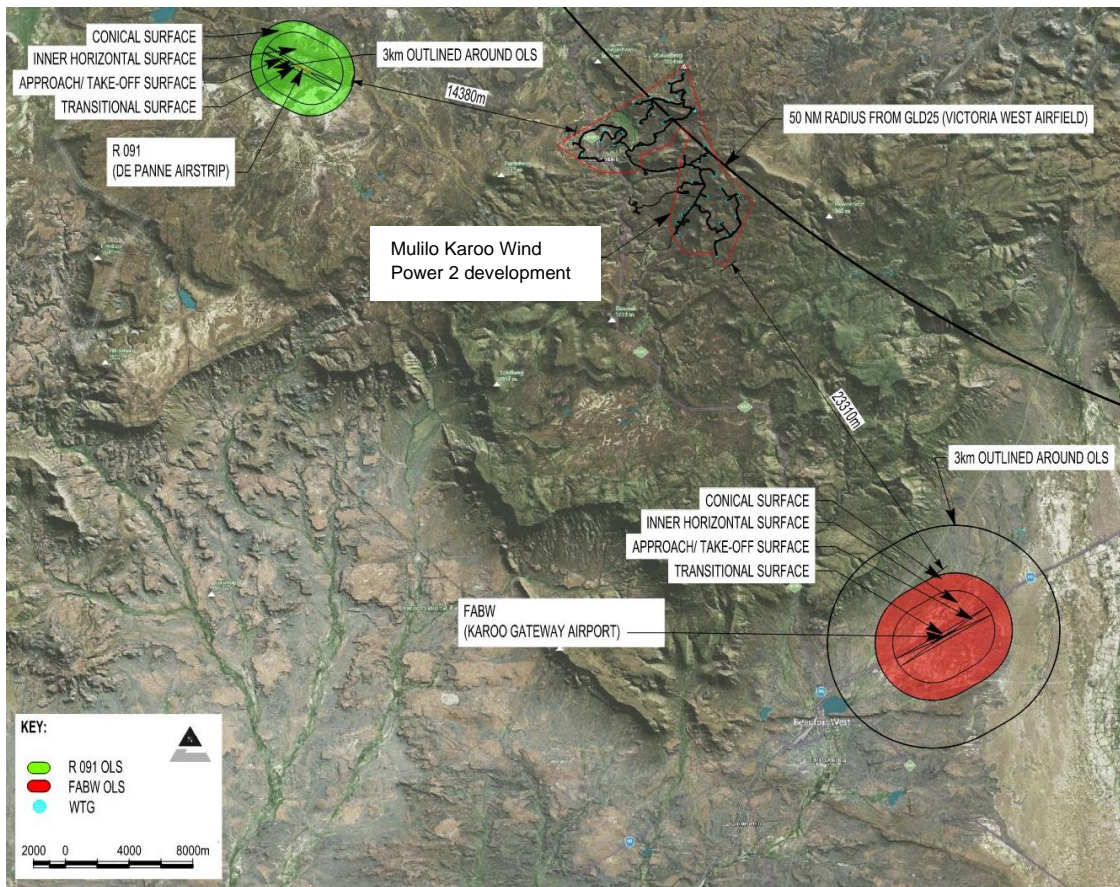 CONICAL SURFACE
INNER HORIZONTAL SURFACE
APPROACH/ TAKE-OFF SURFACE
TRANSITIONAL SURFACE
3km OUTLINED AROUND OLS
R 091
(DE PANNE AIRSTRIP)
14380m
50 NM RADIUS FROM GLD25 (VICTORIA WEST AIRFIELD)
Mulilo Karoo Wind
Power 2 development
23310m
3km OUTLINED AROUND OLS
CONICAL SURFACE
INNER HORIZONTAL SURFACE
APPROACH/ TAKE-OFF SURFACE
TRANSITIONAL SURFACE
FABW
(KAROO GATEWAY AIRPORT)
Beaufort West
KEY:
N
R 091 OLS
FABW OLS
WTG
2000 0 4000 8000m